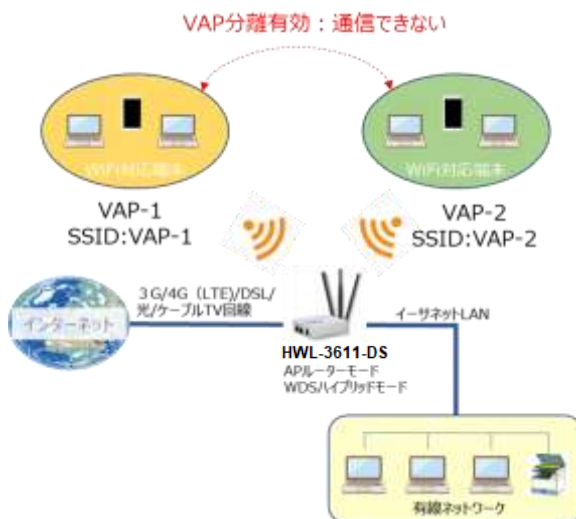 VAP分離有効：通信できない
WiFi対応端末
WiFi対応端末
VAP-1
SSID:VAP-1
VAP-2
SSID:VAP-2
3G/4G（LTE)/DSL/
光/ケーブルTV回線
インターネット
イーサネットLAN
HWL-3611-DS
APルーターモード
WDSハイブリッドモード
有線ネットワーク